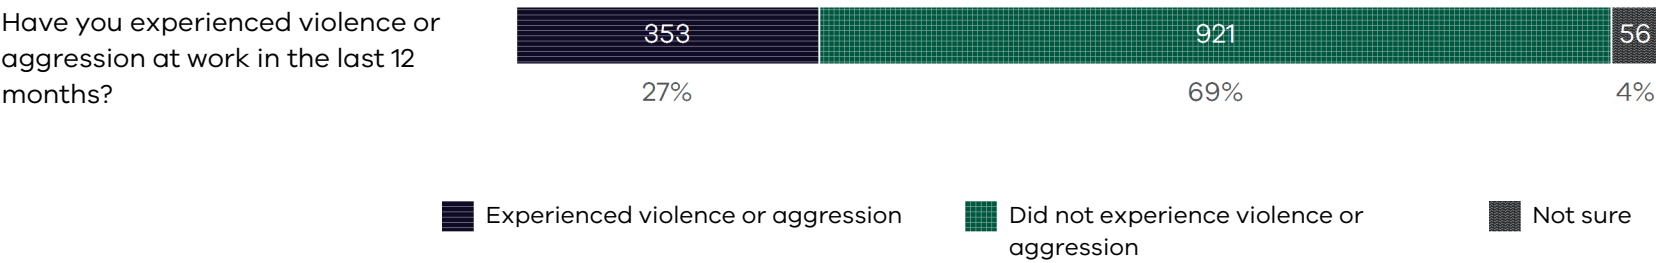 Have you experienced violence or
aggression at work in the last 12
months?
353
921
56
27%
69%
4%
Experienced violence or aggression
Did not experience violence or
aggression
Not sure